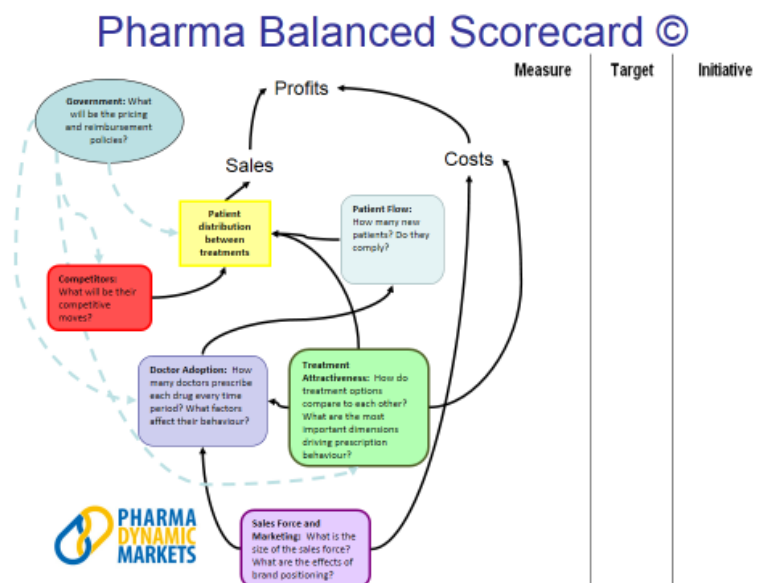 Pharma Balanced Scorecard ©
Measure
Target
Initiative
Profits
Government: What
will be the pricing
and reimbursement
policies?
Sales
Costs
Patient
distribution
between
treatments
Patient Flow:
How many new
patients? Do they
comply?
Competitors:
What will be their
competitive
moves?
Doctor Adoption: How
many doctors prescribe
each drug every time
period? What factors
affect their behaviour?
Treatment
Attractiveness: How do
treatment options
compare to each other?
What are the most
important dimensions
driving prescription
behaviour?
PHARMA
DYNAMIC
MARKETS
Sales Force and
Marketing: What is the
size of the sales force?
What are the effects of
brand positioning?